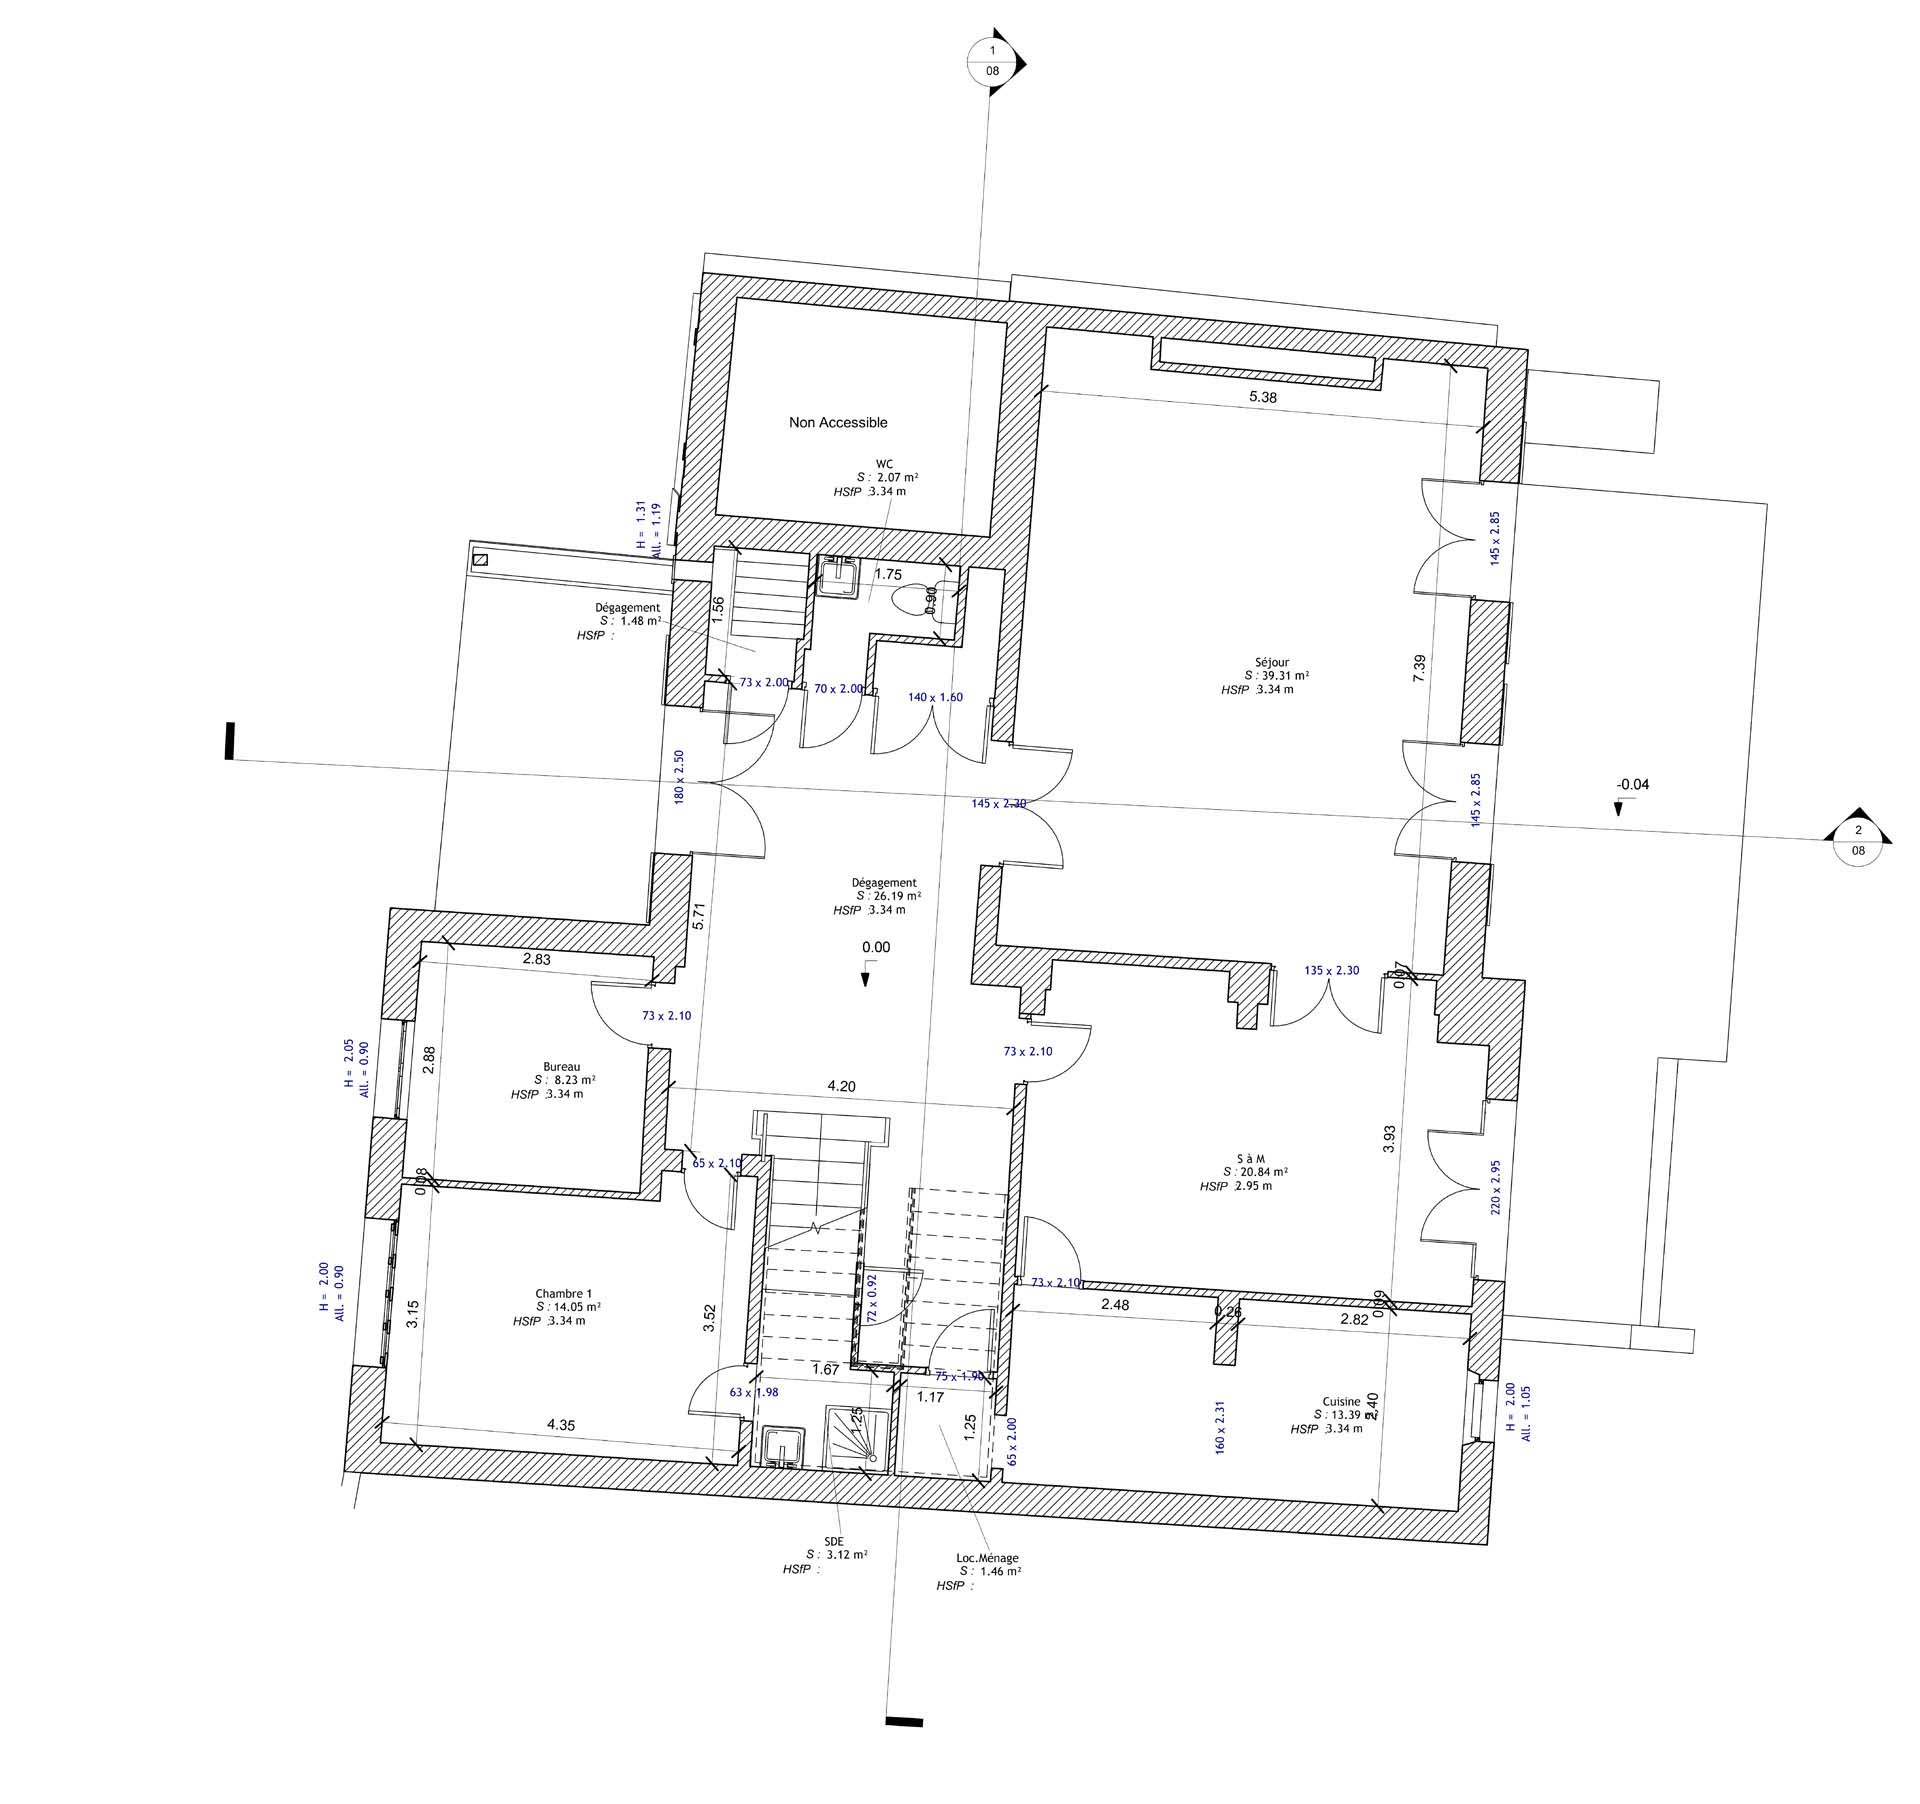 1
08
5.38
Non Accessible
WC
S : 2.07 m²
HSfP : 3.34 m
H = 1.31
All. = 1.19
145 x 2.85
1.75
0.90
1.56
Dégagement
S : 1.48 m²
HSfP :
73 x 2.00
70 x 2.00
140 x 1.60
Séjour
S : 39.31 m²
HSfP : 3.34 m
7.39
180 x 2.50
145 x 2.30
145 x 2.85
-0.04
2
08
Dégagement
S : 26.19 m²
HSfP : 3.34 m
5.71
0.00
2.83
135 x 2.30
0.07
73 x 2.10
73 x 2.10
H = 2.05
All. = 0.90
2.88
Bureau
S : 8.23 m²
HSfP : 3.34 m
4.20
3.93
65 x 2.10
0.08
S à M
S : 20.84 m²
HSfP : 2.95 m
220 x 2.95
H = 2.00
All. = 0.90
3.15
Chambre 1
S : 14.05 m²
HSfP : 3.34 m
3.52
72 x 0.92
73 x 2.10
2.48
0.26
2.82
0.09
1.67
75 x 1.90
63 x 1.98
1.17
4.35
1.25
1.25
65 x 2.00
160 x 2.31
Cuisine
S : 13.39 m²
HSfP : 3.34 m
2.40
H = 2.00
All. = 1.05
SDE
S : 3.12 m²
HSfP :
Loc.Ménage
S : 1.46 m²
HSfP :